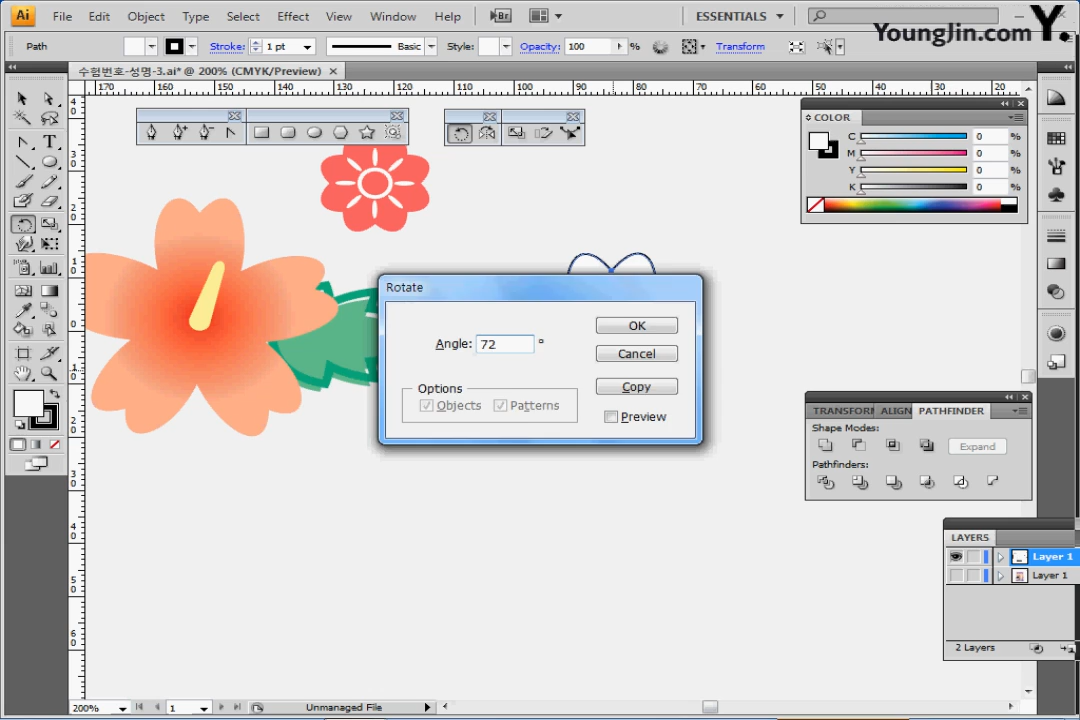 Ai File Edit Object Type Select Effect View Window Help Br ESSENTIALS
Y.
YoungJin.com
Path Stroke: 1 pt Basic Style: Opacity: 100 % Transform
수험번호-성명-3.ai* @ 200% (CMYK/Preview) ×
170 160 150 140 130 120 110 100 90 80 70 60 50 40 30 20
COLOR
C 0 %
M 0 %
Y 0 %
K 0 %
Rotate
Angle: 72 °
OK
Cancel
Options
Objects Patterns
Copy
Preview
TRANSFORM ALIGN PATHFINDER
Shape Modes:
Expand
Pathfinders:
LAYERS
Layer 1
Layer 1
2 Layers
200% 1 Unmanaged File